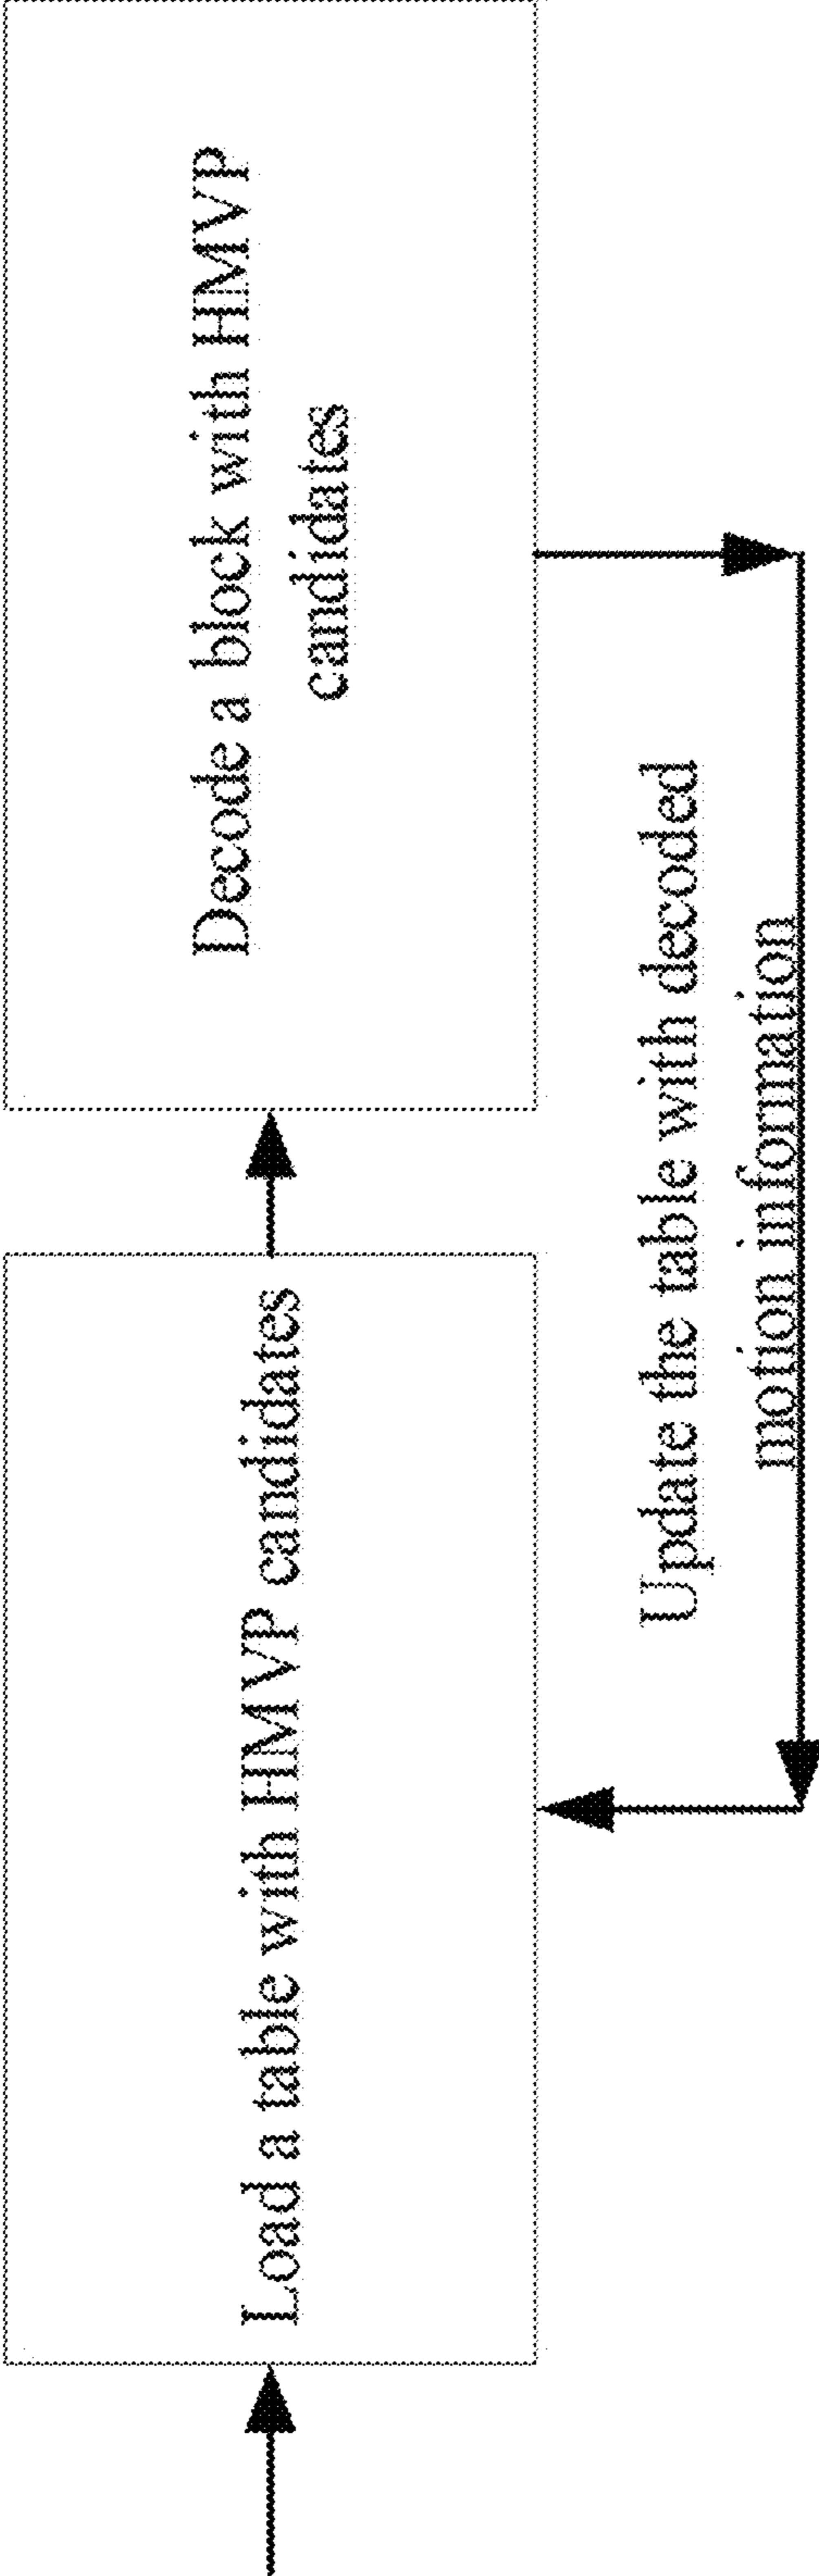 Load a table with HMVP candidates
Decode a block with HMVP
candidates
Update the table with decoded
motion information